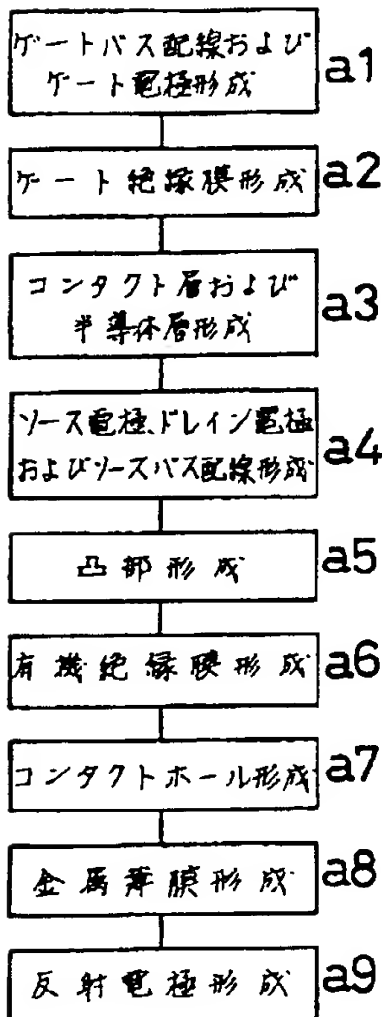 ゲートバス配線および
ゲート電極形成
a1
ゲート絶縁膜形成
a2
コンタクト層および
半導体層形成
a3
ソース電極、ドレイン電極
およびソースバス配線形成
a4
凸部形成
a5
有機絶縁膜形成
a6
コンタクトホール形成
a7
金属薄膜形成
a8
反射電極形成
a9